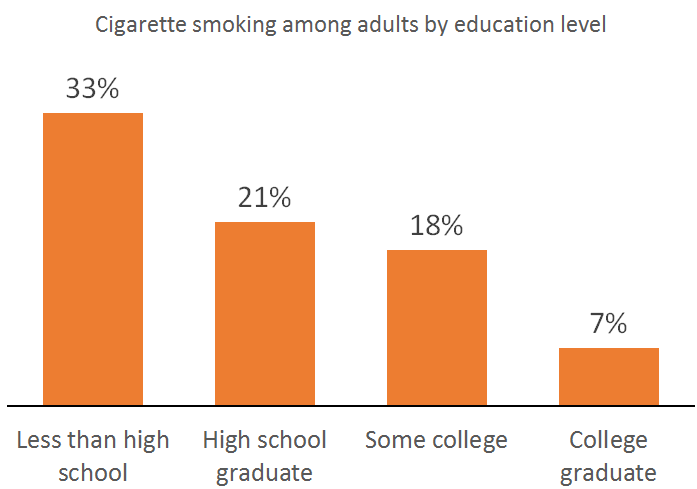 Cigarette smoking among adults by education level
33%
21%
18%
7%
Less than high
school
High school
graduate
Some college
College
graduate